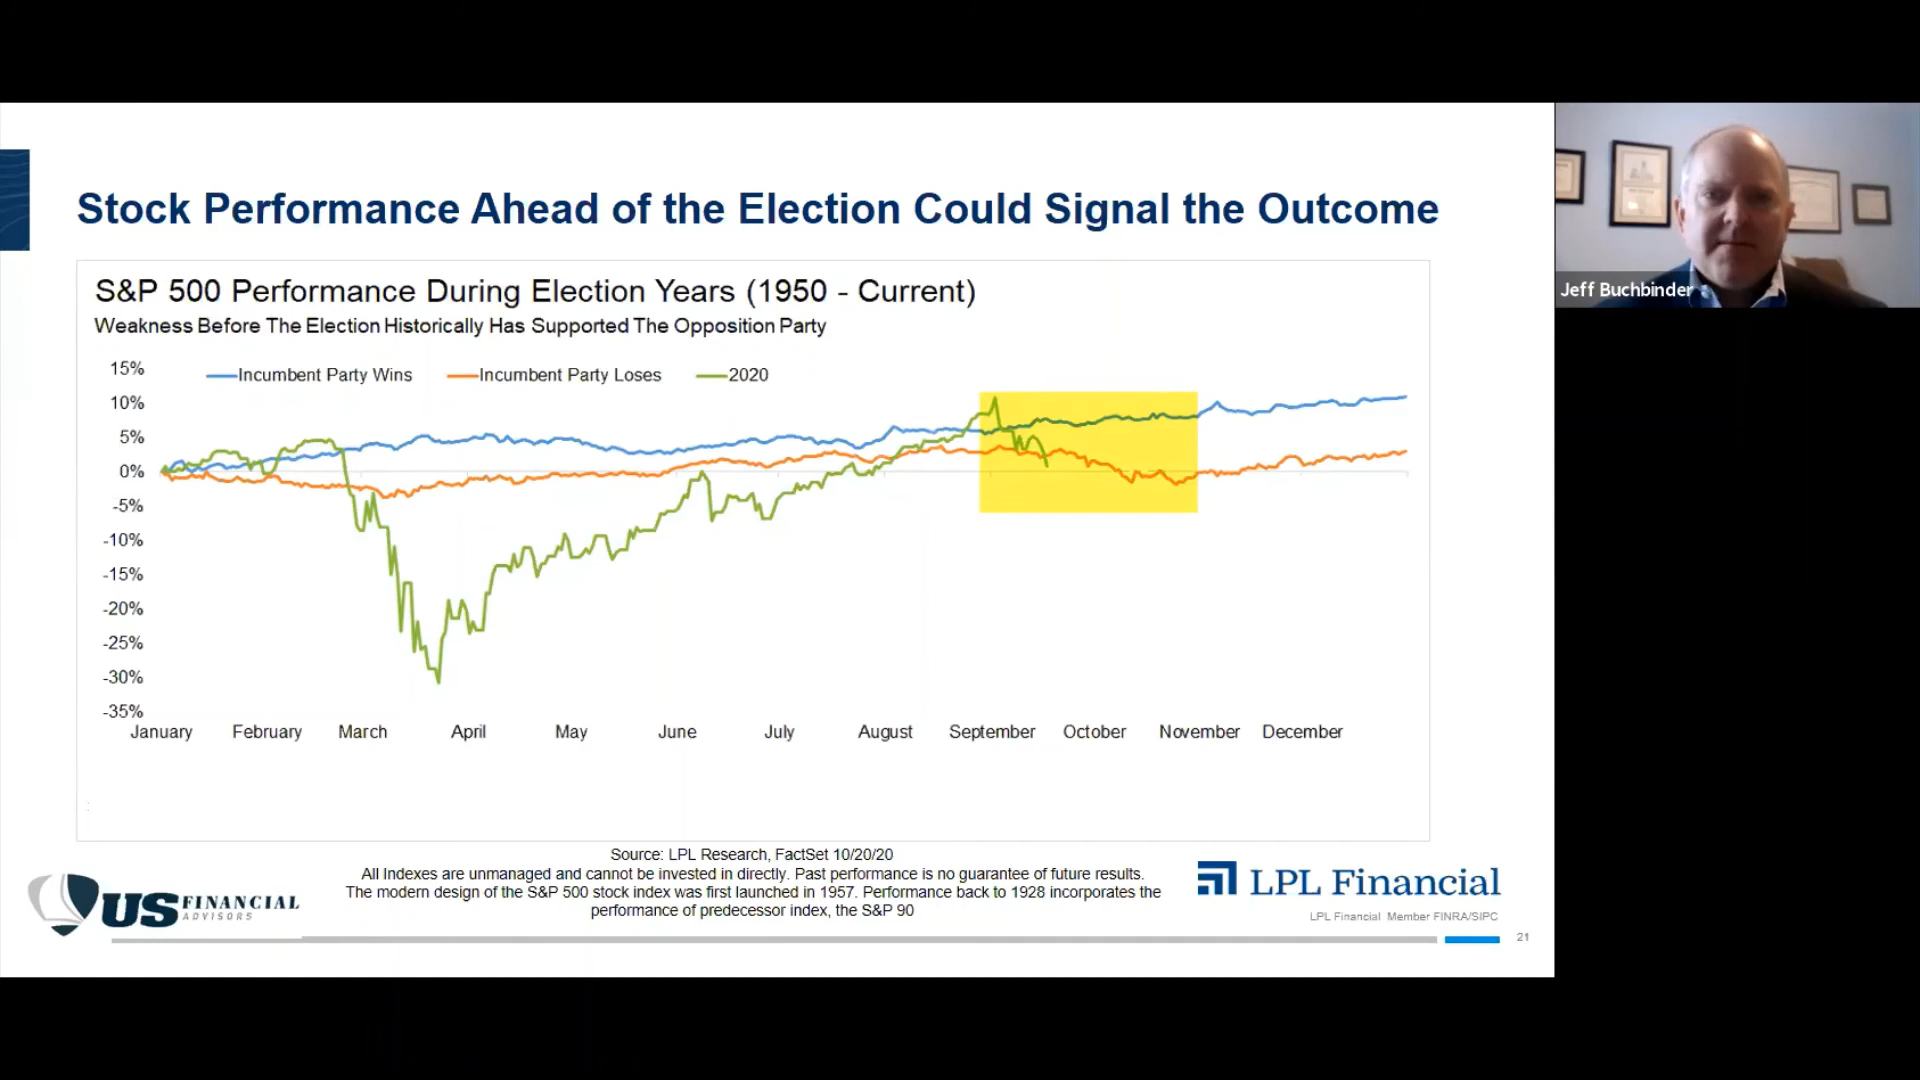 Stock Performance Ahead of the Election Could Signal the Outcome
S&P 500 Performance During Election Years (1950 - Current)
Weakness Before The Election Historically Has Supported The Opposition Party
15%
Incumbent Party Wins
Incumbent Party Loses
2020
10%
5%
0%
-5%
-10%
-15%
-20%
-25%
-30%
-35%
January February March April May June July August September October November December
Source: LPL Research, FactSet 10/20/20
All Indexes are unmanaged and cannot be invested in directly. Past performance is no guarantee of future results.
The modern design of the S&P 500 stock index was first launched in 1957. Performance back to 1928 incorporates the
performance of predecessor index, the S&P 90
US FINANCIAL
ADVISORS
LPL Financial
LPL Financial Member FINRA/SIPC
21
Jeff Buchbinder